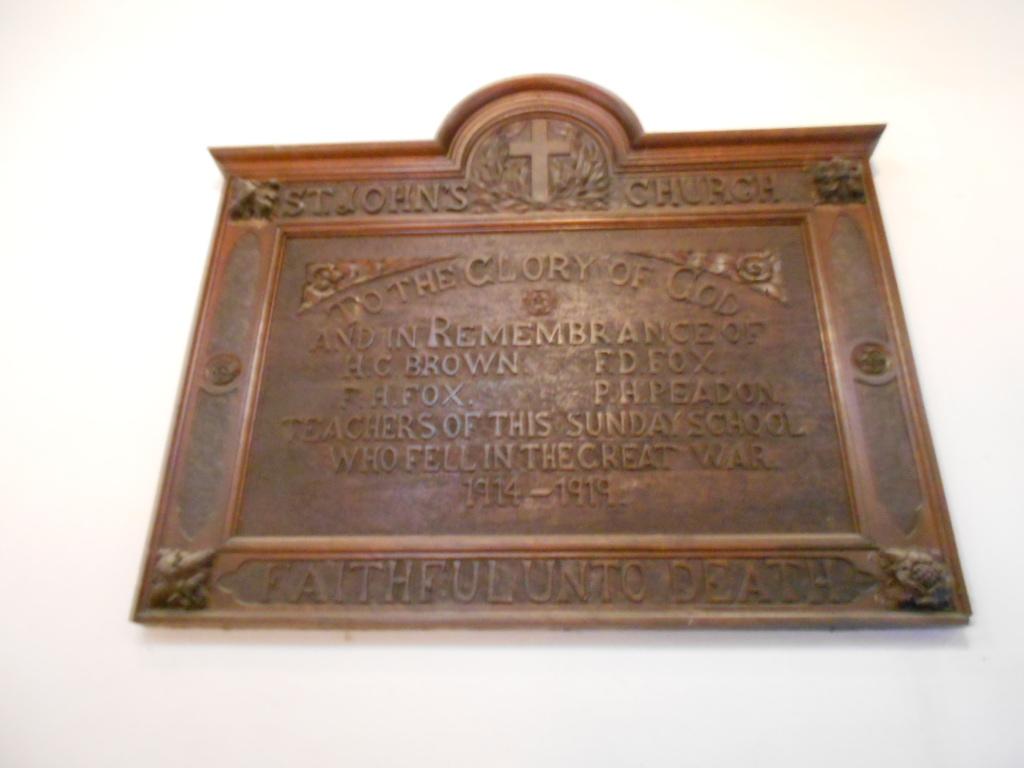 ST. JOHN'S CHURCH
TO THE GLORY OF GOD
AND IN REMEMBRANCE OF
H.C. BROWN F.D. FOX.
F.H. FOX. P.H. PEADON.
TEACHERS OF THIS SUNDAY SCHOOL
WHO FELL IN THE GREAT WAR.
1914 – 1919.
FAITHFUL UNTO DEATH